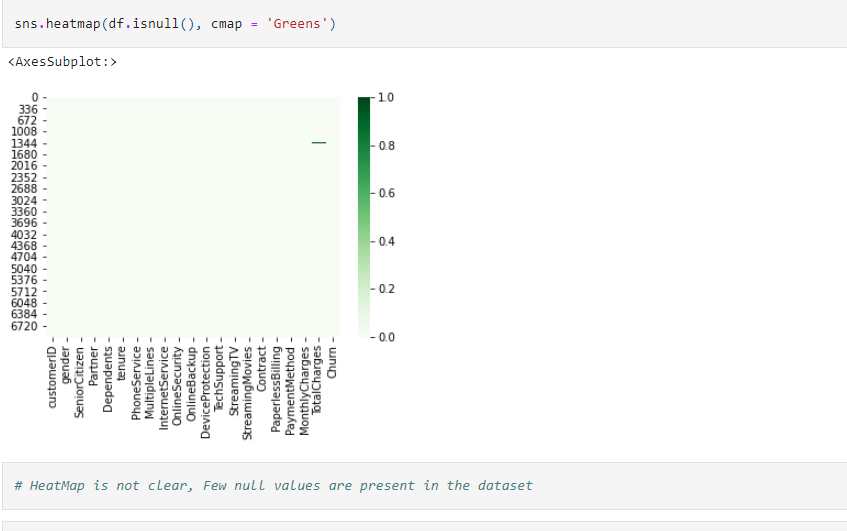 sns.heatmap(df.isnull(), cmap = 'Greens')
<AxesSubplot:>
0
336
672
1008
1344
1680
2016
2352
2688
3024
3360
3696
4032
4368
4704
5040
5376
5712
6048
6384
6720
1.0
0.8
0.6
0.4
0.2
0.0
customerID
gender
SeniorCitizen
Partner
Dependents
tenure
PhoneService
MultipleLines
InternetService
OnlineSecurity
OnlineBackup
DeviceProtection
TechSupport
StreamingTV
StreamingMovies
Contract
PaperlessBilling
PaymentMethod
MonthlyCharges
TotalCharges
Churn
# HeatMap is not clear, Few null values are present in the dataset